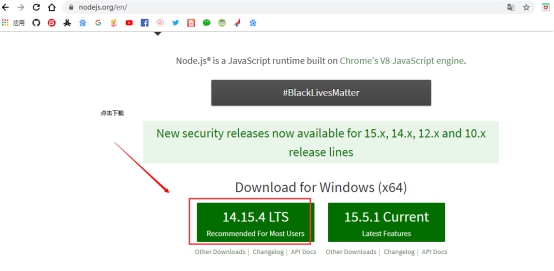 nodejs.org/en/
应用
Node.js® is a JavaScript runtime built on Chrome's V8 JavaScript engine.
#BlackLivesMatter
点击下载
New security releases now available for 15.x, 14.x, 12.x and 10.x
release lines
Download for Windows (x64)
14.15.4 LTS
Recommended For Most Users
15.5.1 Current
Latest Features
Other Downloads | Changelog | API Docs
Other Downloads | Changelog | API Docs